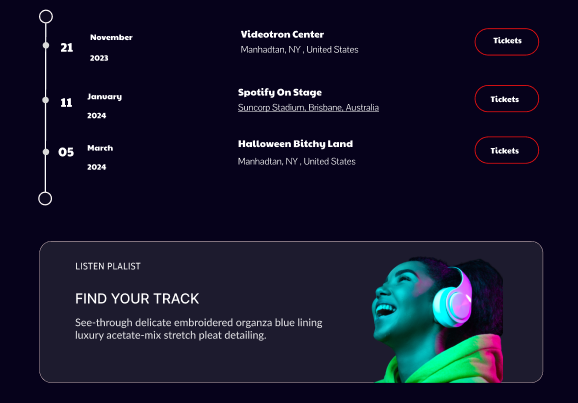 November
21
2023
Videotron Center
Manhadtan, NY , United States
Tickets
January
11
2024
Spotify On Stage
Suncorp Stadium, Brisbane, Australia
Tickets
March
05
2024
Halloween Bitchy Land
Manhadtan, NY , United States
Tickets
LISTEN PLALIST
FIND YOUR TRACK
See-through delicate embroidered organza blue lining
luxury acetate-mix stretch pleat detailing.